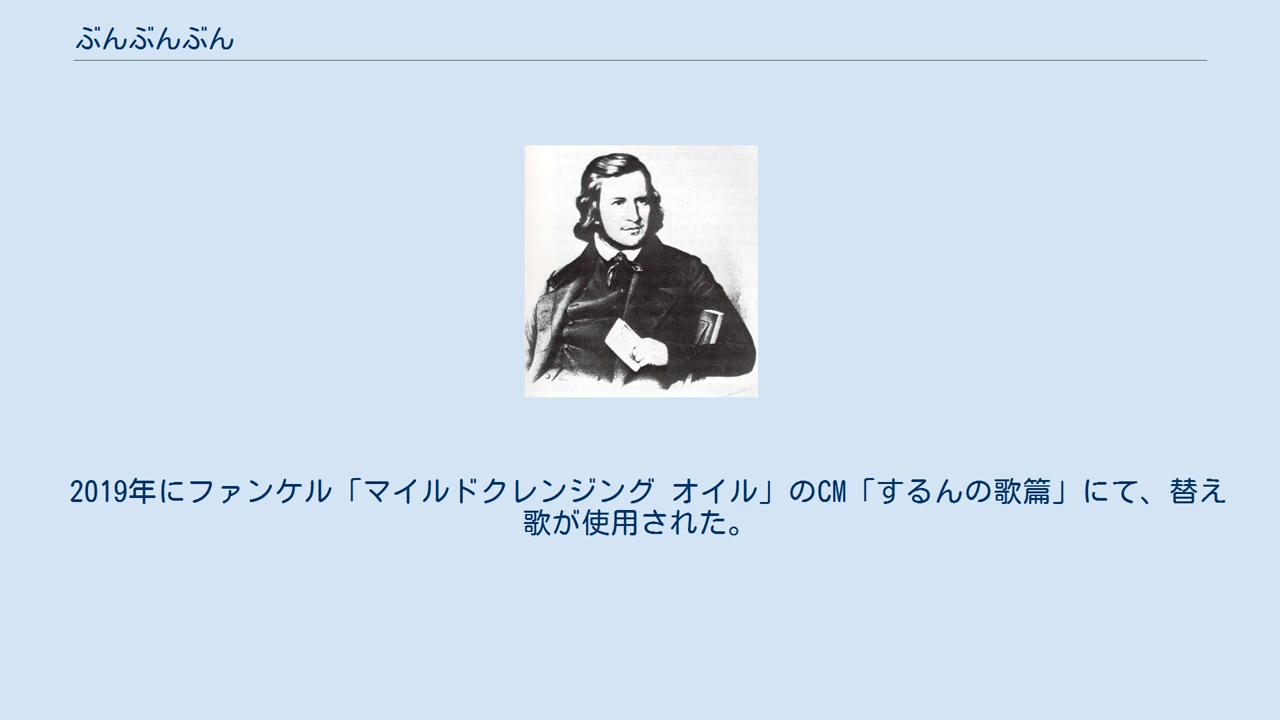 ぶんぶんぶん
2019年にファンケル「マイルドクレンジング オイル」のCM「するんの歌篇」にて、替え
歌が使用された。